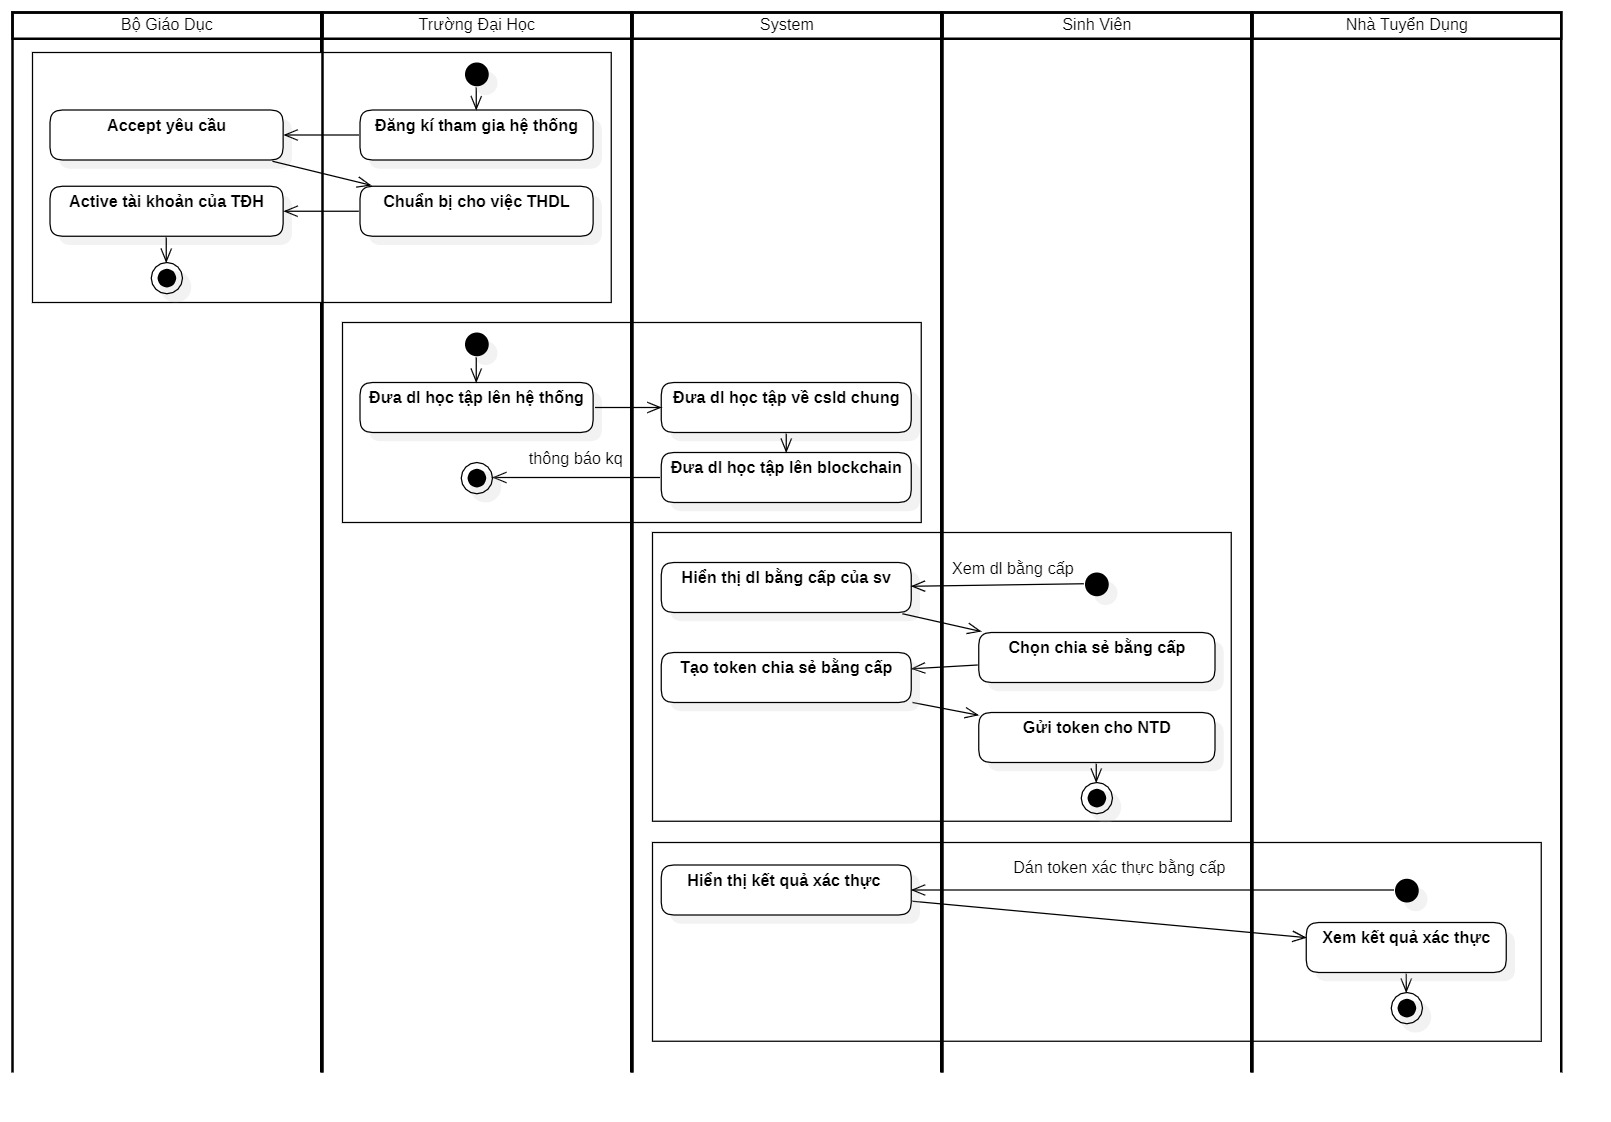 Bộ Giáo Dục
Trường Đại Học
System
Sinh Viên
Nhà Tuyển Dụng
Accept yêu cầu
Đăng kí tham gia hệ thống
Active tài khoản của TĐH
Chuẩn bị cho việc THDL
Đưa dl học tập lên hệ thống
Đưa dl học tập về csld chung
thông báo kq
Đưa dl học tập lên blockchain
Xem dl bằng cấp
Hiển thị dl bằng cấp của sv
Chọn chia sẻ bằng cấp
Tạo token chia sẻ bằng cấp
Gửi token cho NTD
Dán token xác thực bằng cấp
Hiển thị kết quả xác thực
Xem kết quả xác thực